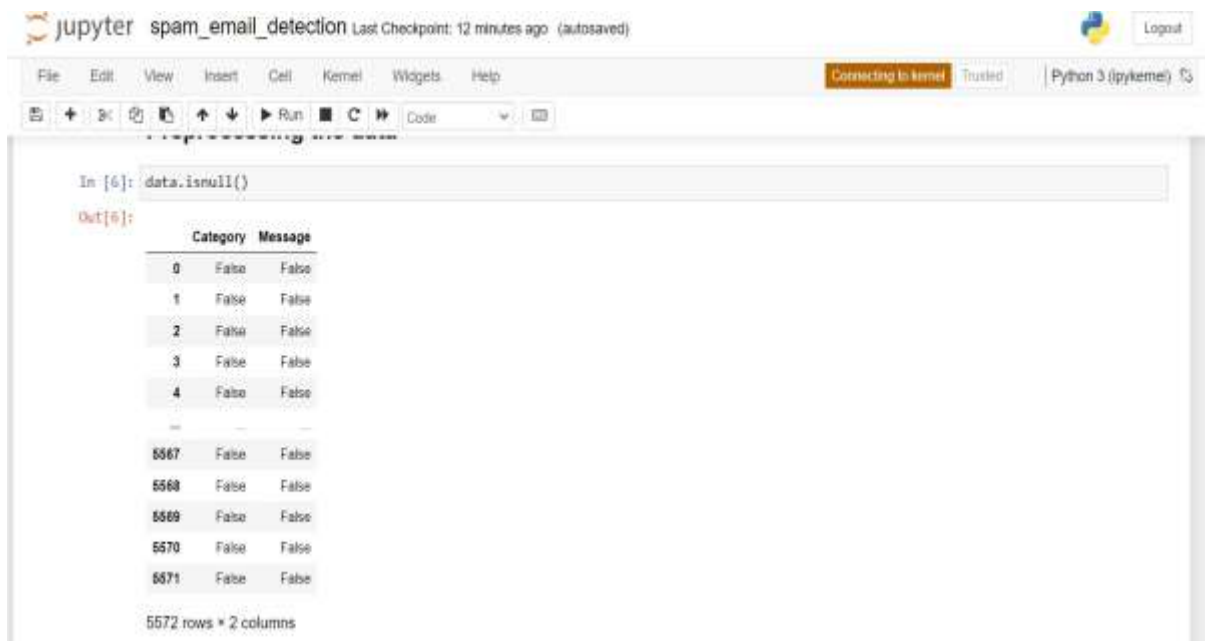 jupyter spam_email_detection Last Checkpoint: 12 minutes ago (autosaved) Logout
File Edit View Insert Cell Kernel Widgets Help Connecting to kernel Trusted Python 3 (ipykernel)
Run Code
Preprocessing the data
In [6]: data.isnull()
Out[6]:
Category Message
0 False False
1 False False
2 False False
3 False False
4 False False
... ... ...
5567 False False
5568 False False
5569 False False
5570 False False
5571 False False
5572 rows × 2 columns